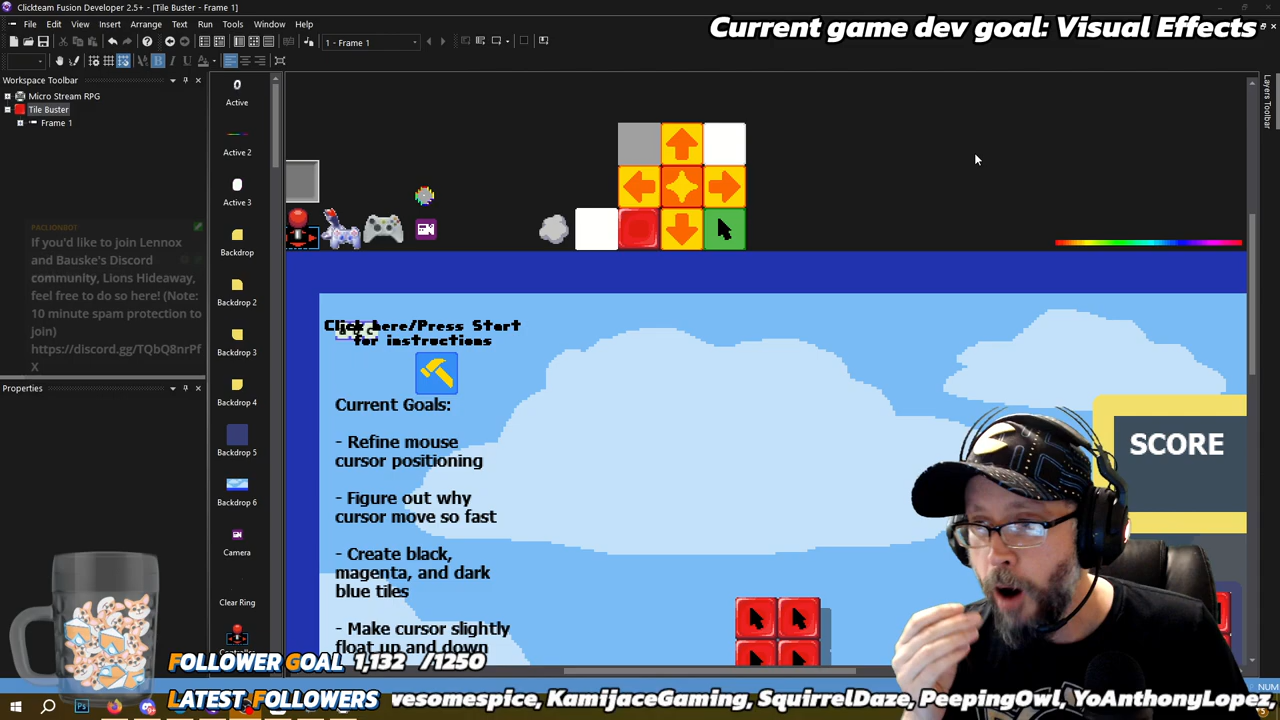 Clickteam Fusion Developer 2.5+ - [Tile Buster - Frame 1]
Current game dev goal: Visual Effects
File Edit View Insert Arrange Text Run Tools Window Help
1 - Frame 1
Workspace Toolbar
Micro Stream RPG
Tile Buster
Frame 1
Layers Toolbar
Active
Active 2
Active 3
Backdrop
Backdrop 2
Backdrop 3
Backdrop 4
Backdrop 5
Backdrop 6
Camera
Clear Ring
Controller
PACLIONBOT
If you'd like to join Lennox
and Bauske's Discord
community, Lions Hideaway,
feel free to do so here! (Note:
10 minute spam protection to
join)
https://discord.gg/TQbQ8nrPf
X
Properties
Click here/Press Start
for instructions
Current Goals:
- Refine mouse
cursor positioning
- Figure out why
cursor move so fast
- Create black,
magenta, and dark
blue tiles
- Make cursor slightly
float up and down
SCORE
FOLLOWER GOAL 1,132 /1250
LATEST FOLLOWERS vesomespice, KamijaceGaming, SquirrelDaze, PeepingOwl, YoAnthonyLopez,
NUM